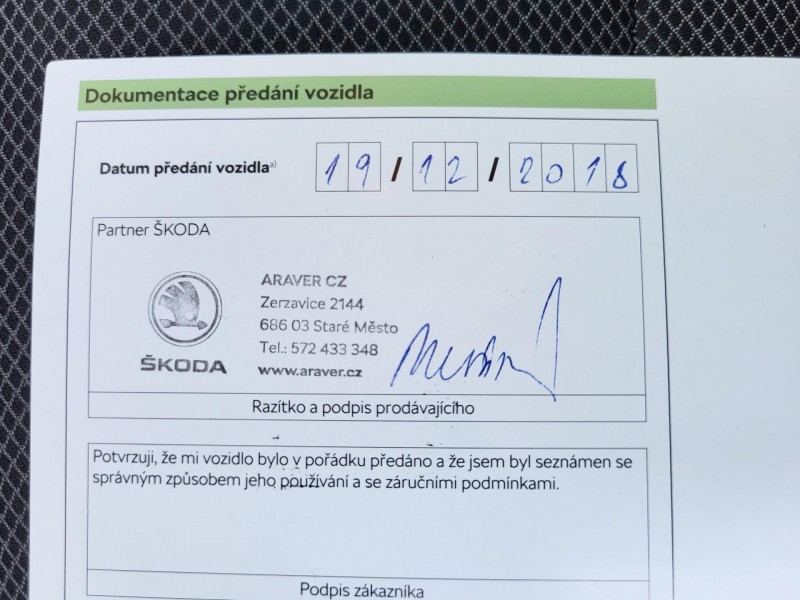 Dokumentace předání vozidla
Datum předání vozidlaᵃ⁾ 19 / 12 / 2018
Partner ŠKODA
ARAVER CZ
Zerzavice 2144
686 03 Staré Město
Tel.: 572 433 348
www.araver.cz
ŠKODA
Razítko a podpis prodávajícího
Potvrzuji, že mi vozidlo bylo v pořádku předáno a že jsem byl seznámen se
správným způsobem jeho používání a se záručními podmínkami.
Podpis zákazníka